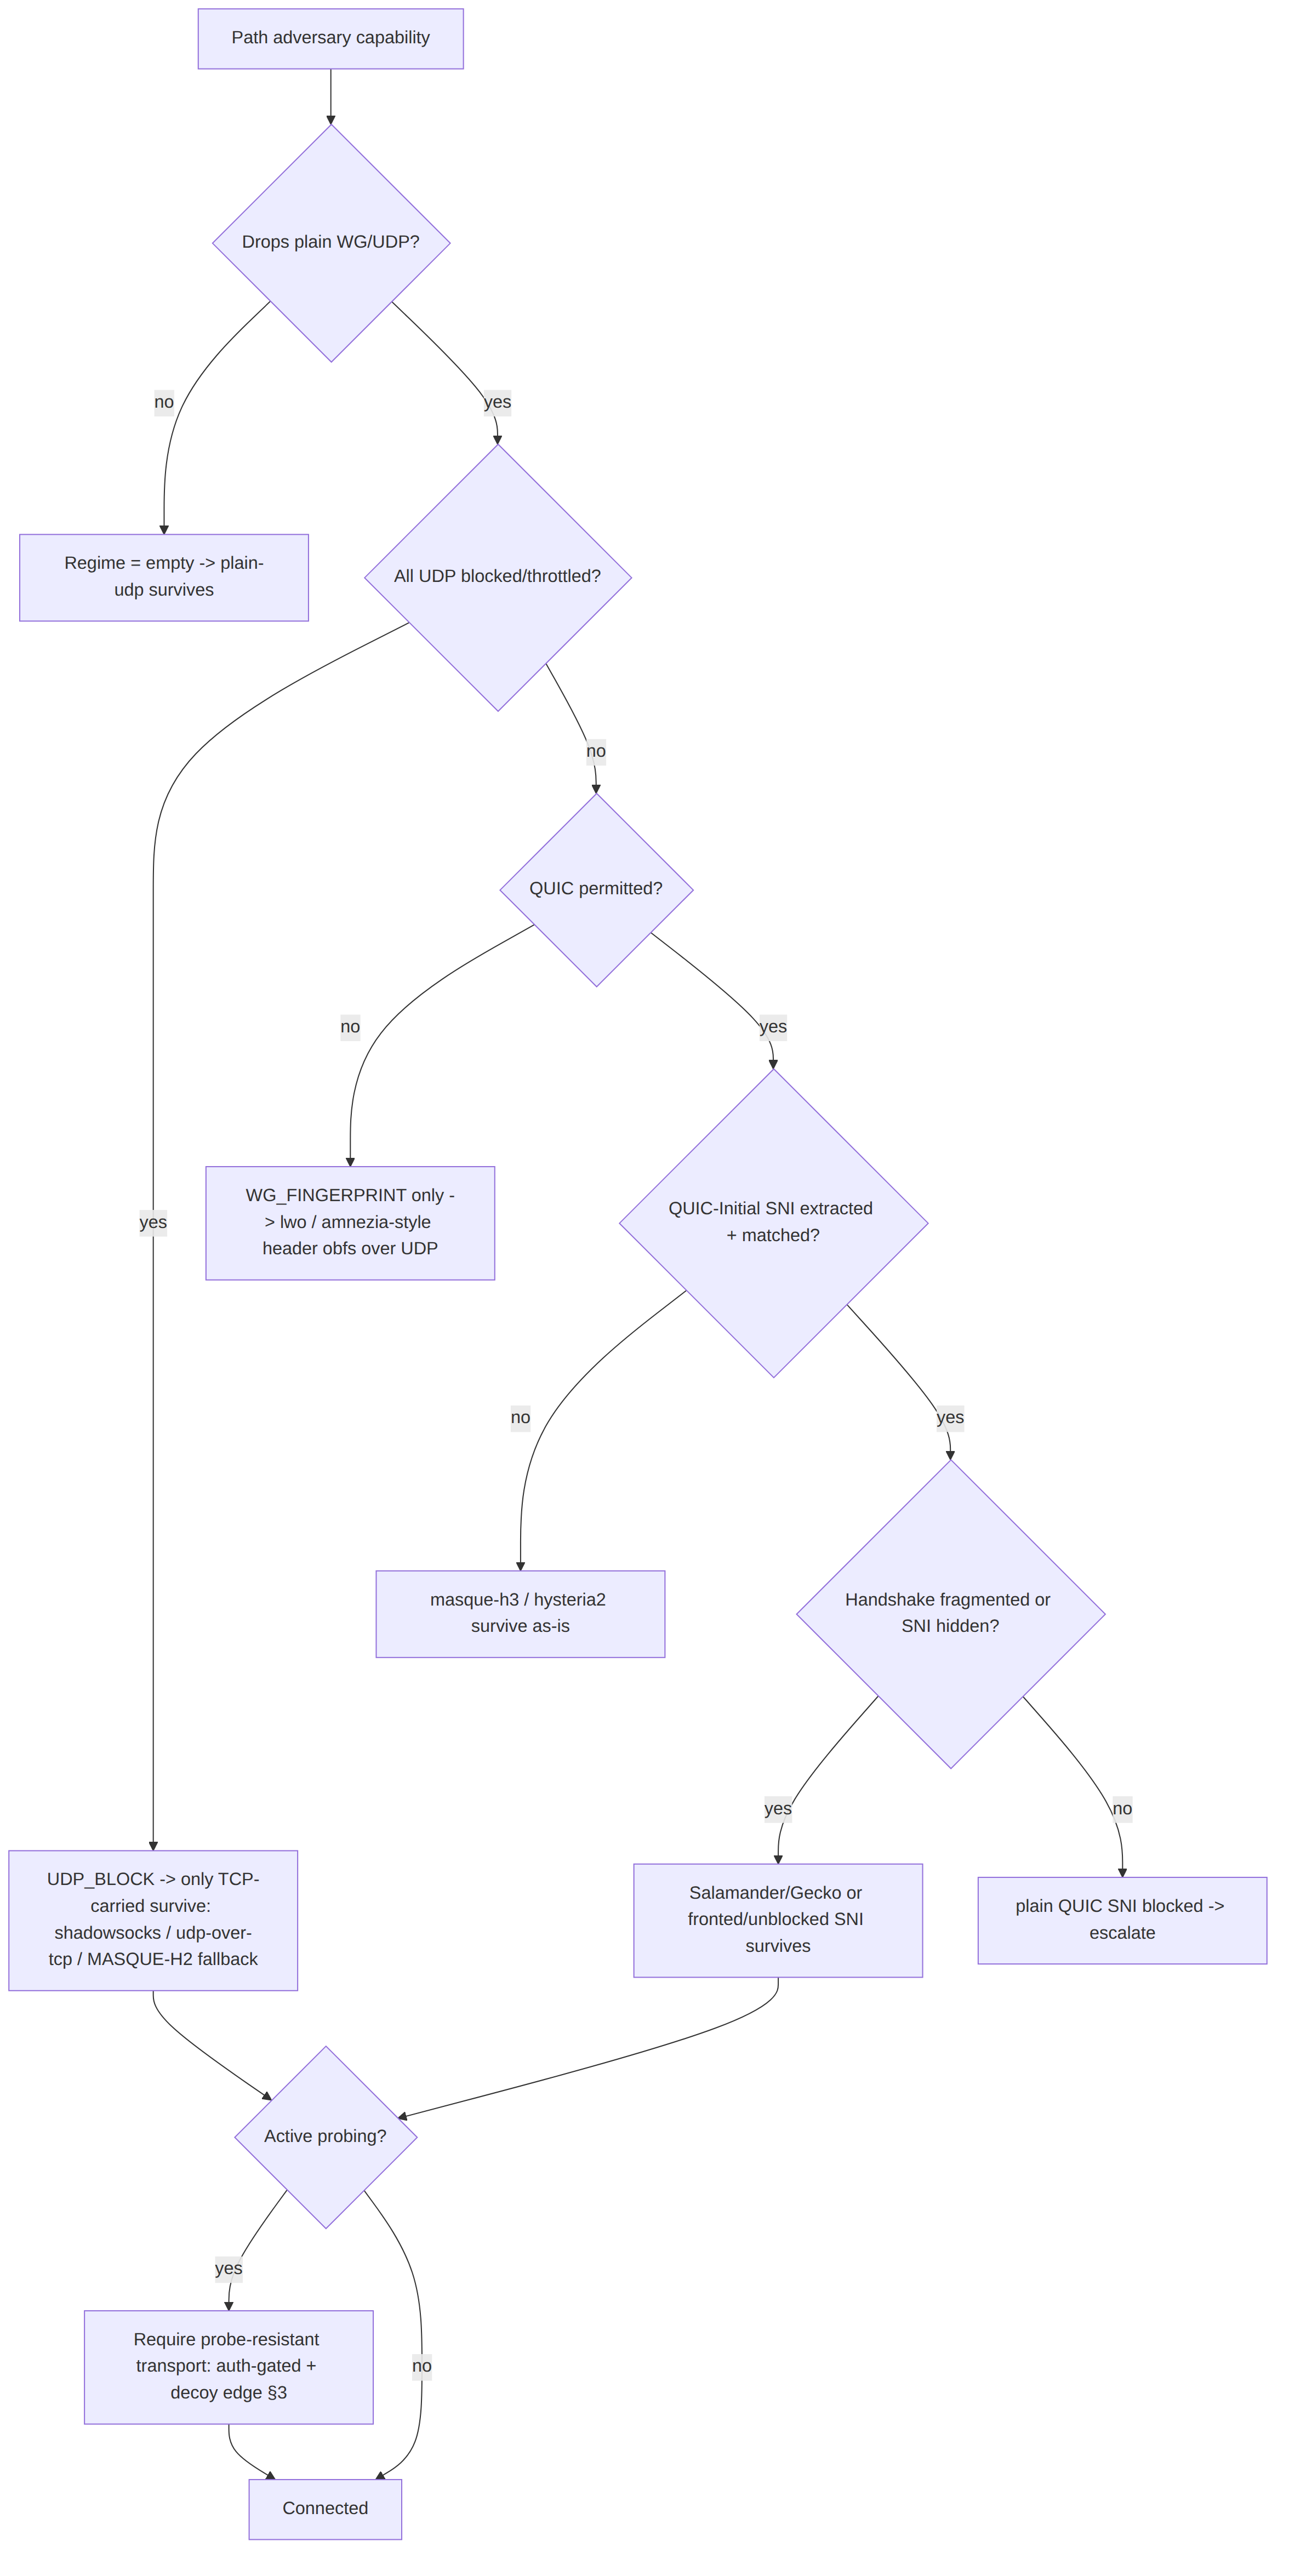 Path adversary capability
Drops plain WG/UDP?
no
yes
All UDP blocked/throttled?
Regime = empty -> plain-
udp survives
no
QUIC permitted?
no
yes
WG_FINGERPRINT only -
> lwo / amnezia-style
header obfs over UDP
QUIC-Initial SNI extracted
+ matched?
yes
no
yes
masque-h3 / hysteria2
survive as-is
Handshake fragmented or
SNI hidden?
yes
no
UDP_BLOCK -> only TCP-
carried survive:
shadowsocks / udp-over-
tcp / MASQUE-H2 fallback
Salamander/Gecko or
fronted/unblocked SNI
survives
plain QUIC SNI blocked ->
escalate
Active probing?
yes
no
Require probe-resistant
transport: auth-gated +
decoy edge §3
Connected